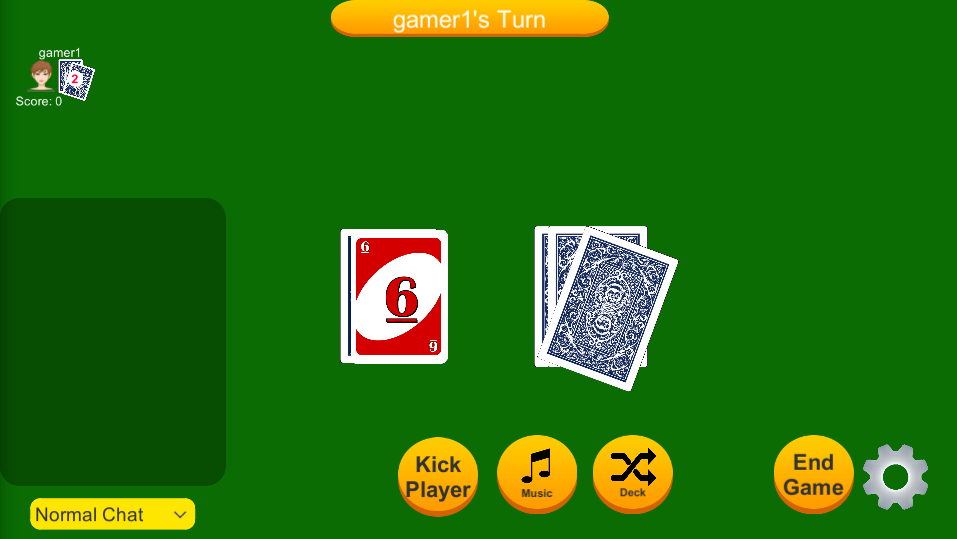 gamer1's Turn
gamer1
2
Score: 0
6
6
6
Kick
Player
Music
Deck
End
Game
Normal Chat